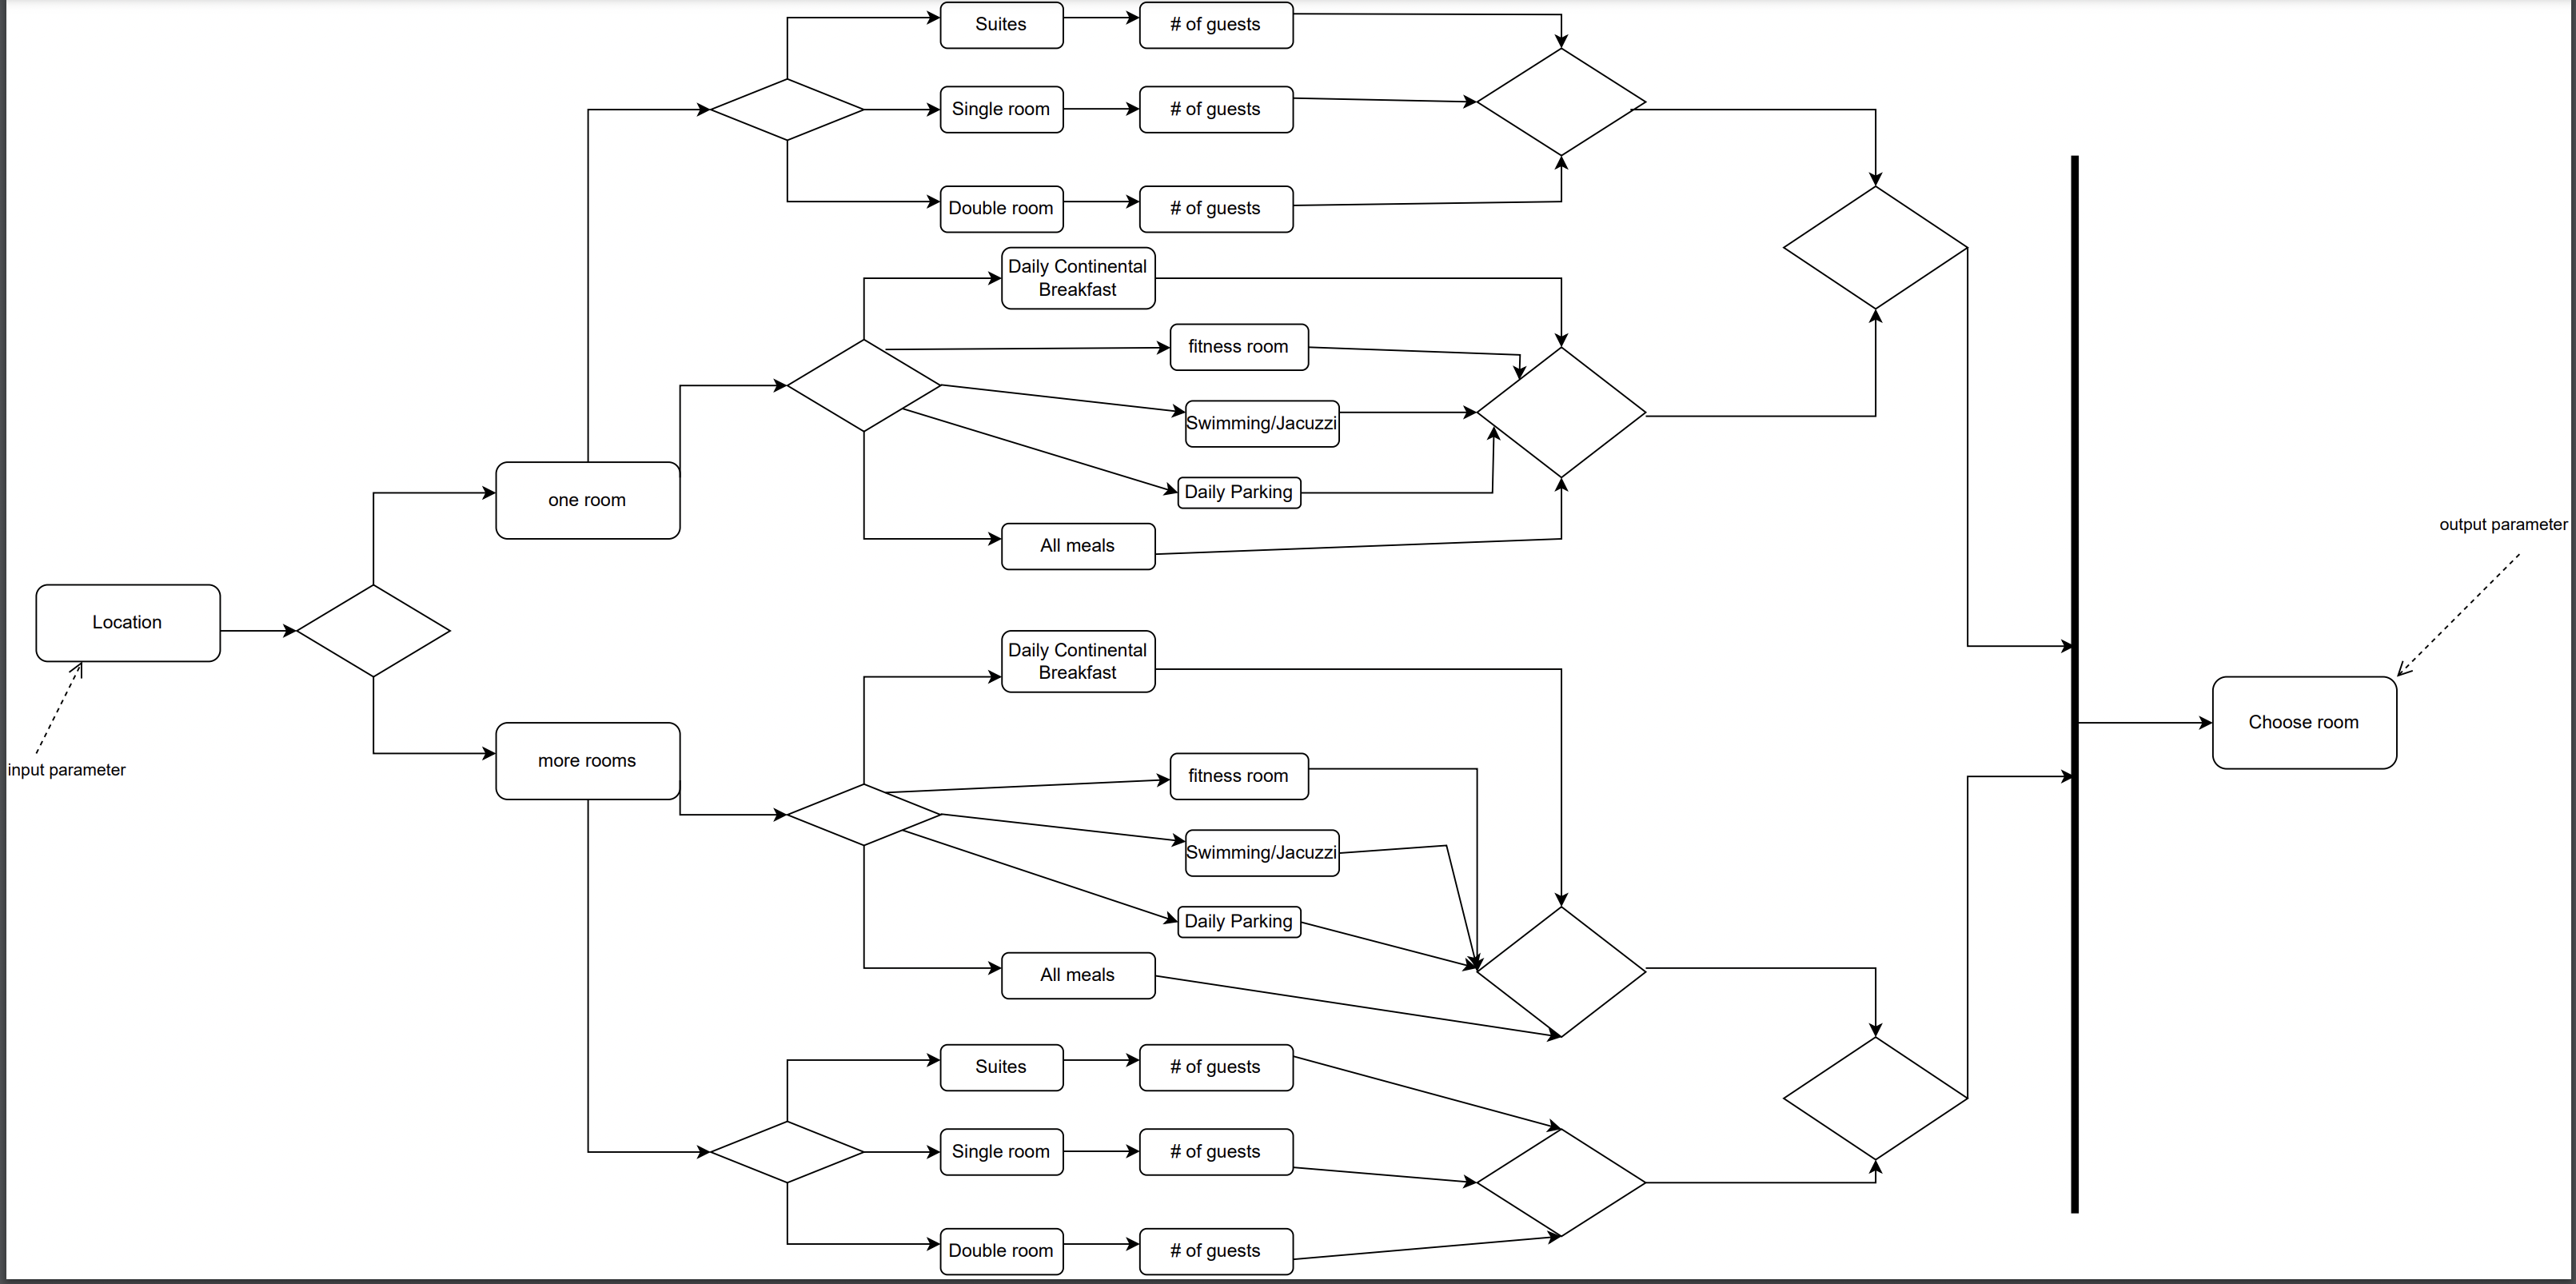 Suites
# of guests
Single room
# of guests
Double room
# of guests
Daily Continental
Breakfast
fitness room
Swimming/Jacuzzi
Daily Parking
All meals
one room
Location
input parameter
more rooms
Daily Continental
Breakfast
fitness room
Swimming/Jacuzzi
Daily Parking
All meals
Suites
# of guests
Single room
# of guests
Double room
# of guests
output parameter
Choose room